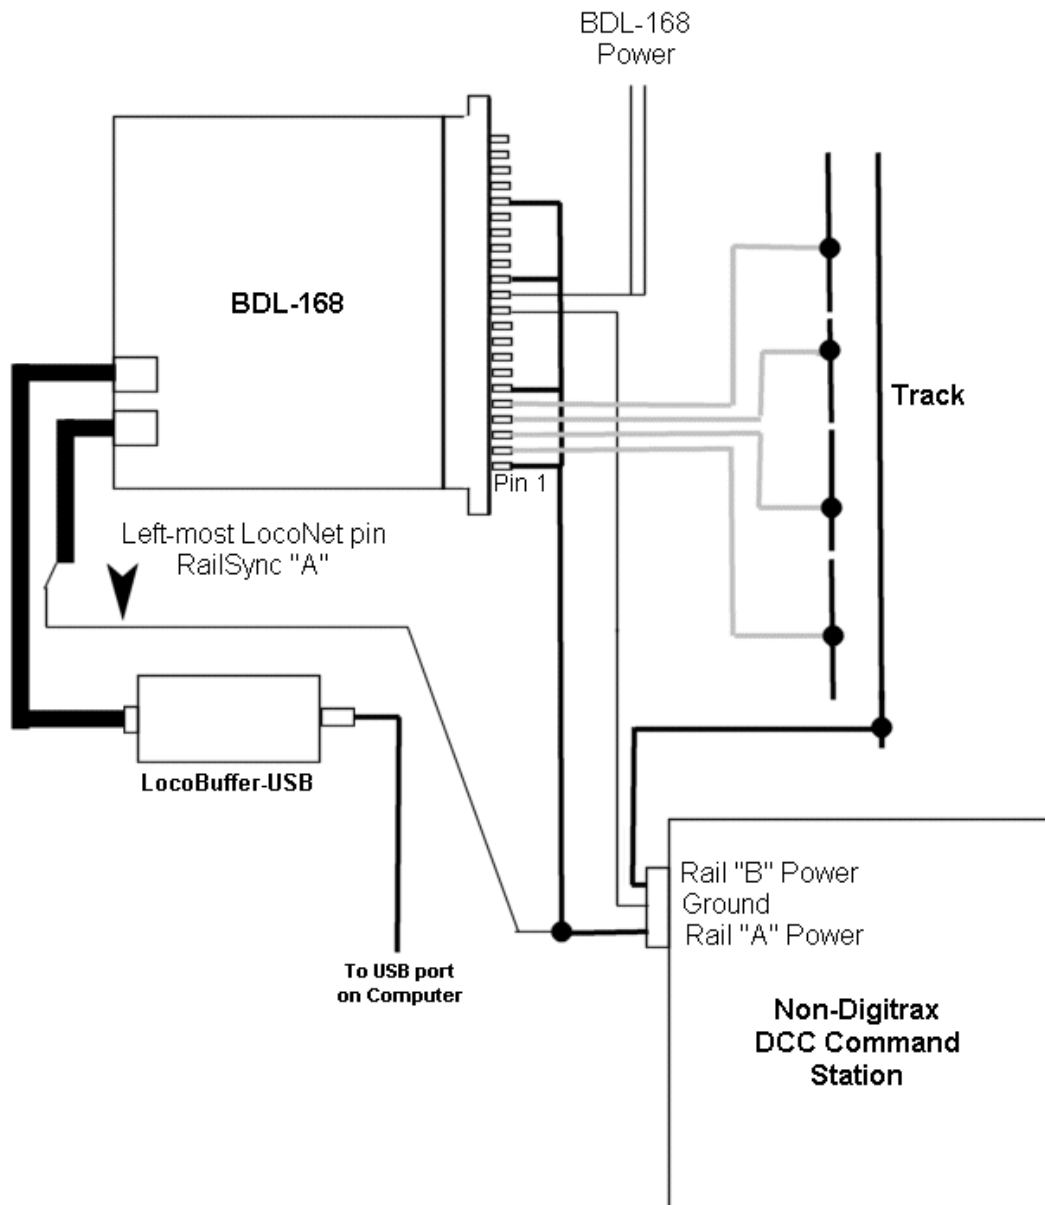 BDL-168
Power
BDL-168
Track
Pin 1
Left-most LocoNet pin
RailSync "A"
LocoBuffer-USB
Rail "B" Power
Ground
Rail "A" Power
To USB port
on Computer
Non-Digitrax
DCC Command
Station